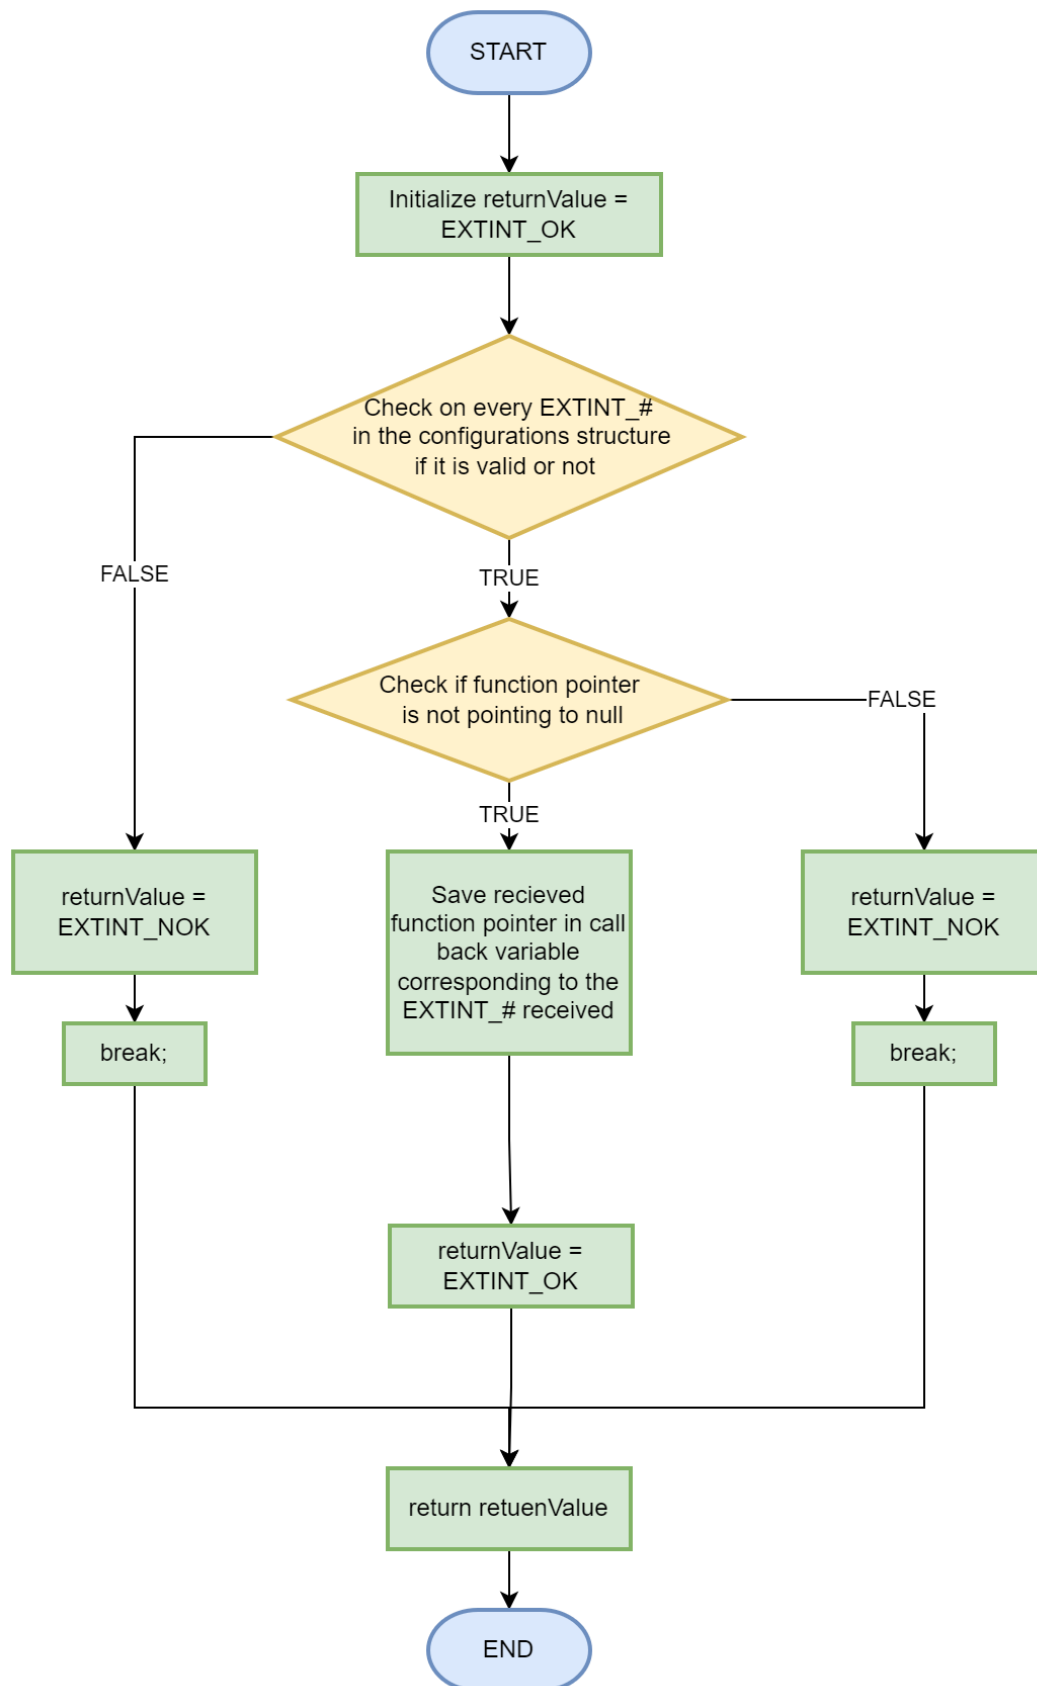 START
Initialize returnValue =
EXTINT_OK
Check on every EXTINT_#
in the configurations structure
if it is valid or not
FALSE
TRUE
Check if function pointer
is not pointing to null
FALSE
TRUE
returnValue =
EXTINT_NOK
Save recieved
function pointer in call
back variable
corresponding to the
EXTINT_# received
returnValue =
EXTINT_NOK
break;
break;
returnValue =
EXTINT_OK
return retuenValue
END